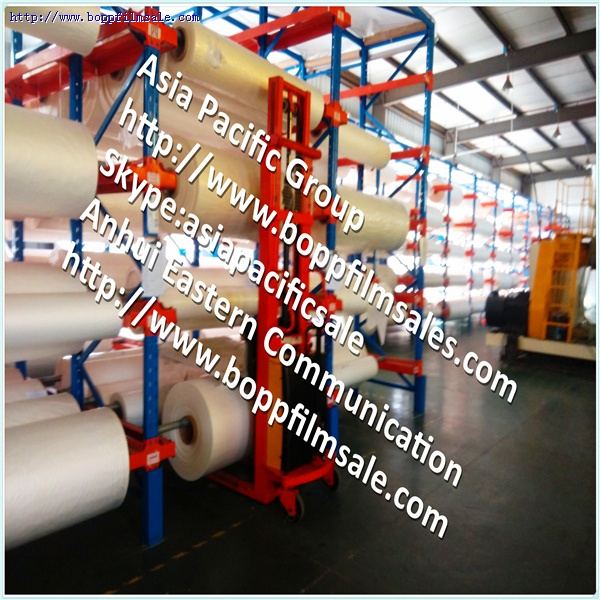 http://www.boppfilmsale.com
Asia Pacific Group
http://www.boppfilmsales.com
skype:asiapacificsale
Anhui Eastern Communication
http://www.boppfilmsale.com